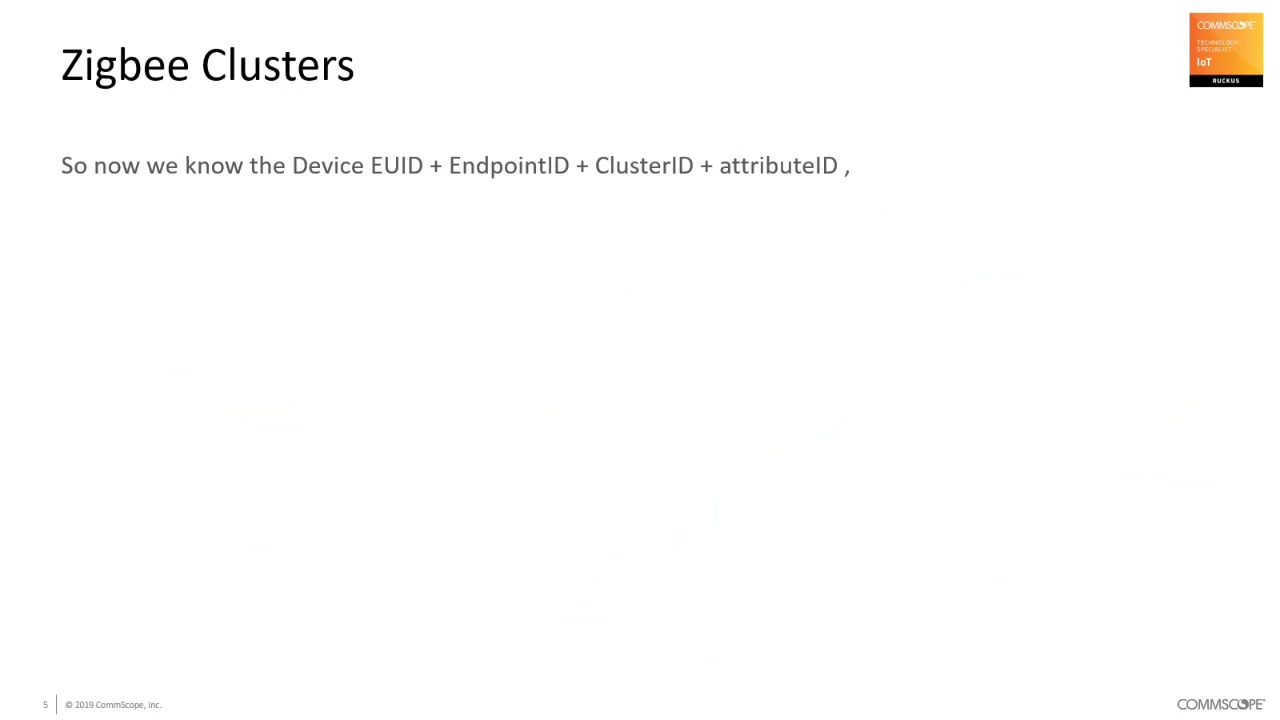 Zigbee Clusters
COMMSCOPE®
TECHNOLOGY
SPECIALIST
IoT
RUCKUS
So now we know the Device EUID + EndpointID + ClusterID + attributeID ,
5
© 2019 CommScope, Inc.
COMMSCOPE®